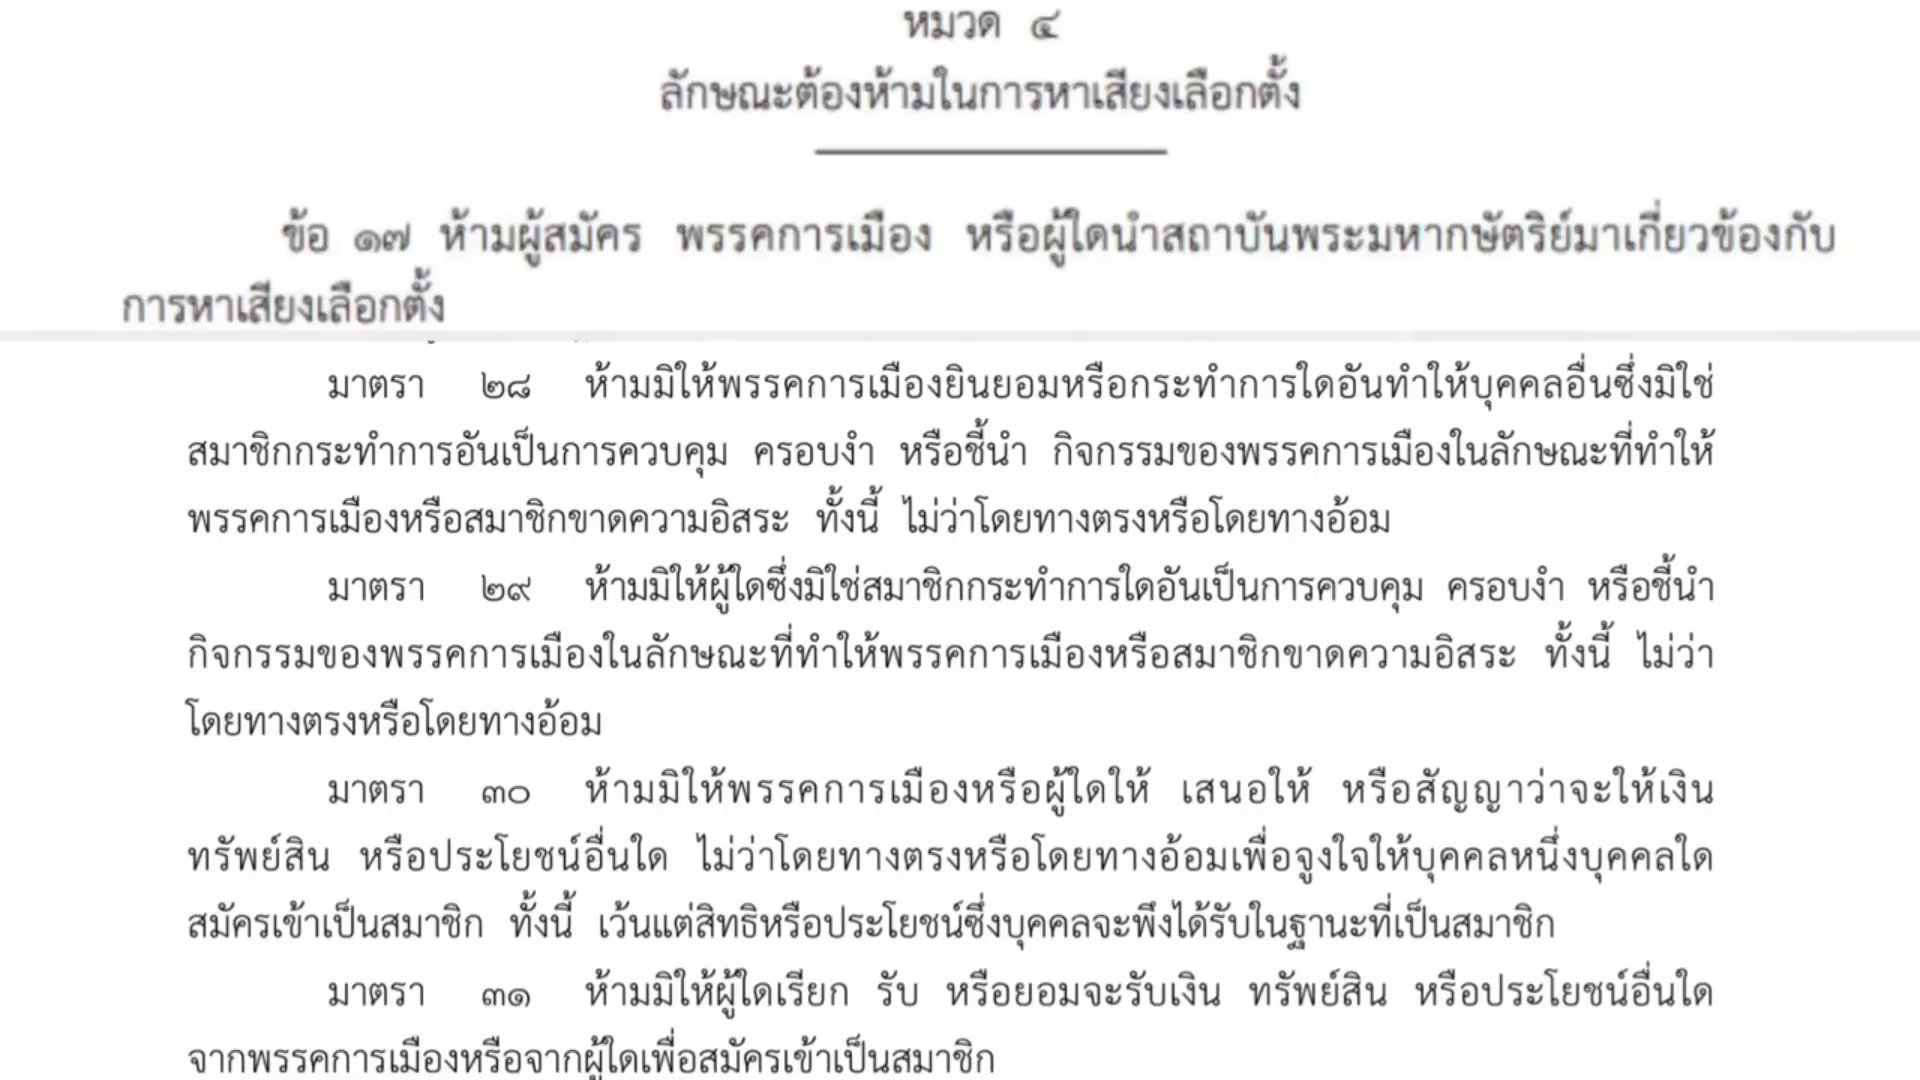 หมวด ๔
ลักษณะต้องห้ามในการหาเสียงเลือกตั้ง
ข้อ ๑๗ ห้ามผู้สมัคร พรรคการเมือง หรือผู้ใดนำสถาบันพระมหากษัตริย์มาเกี่ยวข้องกับ
การหาเสียงเลือกตั้ง
มาตรา ๒๘ ห้ามมิให้พรรคการเมืองยินยอมหรือกระทำการใดอันทำให้บุคคลอื่นซึ่งมิใช่
สมาชิกกระทำการอันเป็นการควบคุม ครอบงำ หรือชี้นำ กิจกรรมของพรรคการเมืองในลักษณะที่ทำให้
พรรคการเมืองหรือสมาชิกขาดความอิสระ ทั้งนี้ ไม่ว่าโดยทางตรงหรือโดยทางอ้อม
มาตรา ๒๙ ห้ามมิให้ผู้ใดซึ่งมิใช่สมาชิกกระทำการใดอันเป็นการควบคุม ครอบงำ หรือชี้นำ
กิจกรรมของพรรคการเมืองในลักษณะที่ทำให้พรรคการเมืองหรือสมาชิกขาดความอิสระ ทั้งนี้ ไม่ว่า
โดยทางตรงหรือโดยทางอ้อม
มาตรา ๓๐ ห้ามมิให้พรรคการเมืองหรือผู้ใดให้ เสนอให้ หรือสัญญาว่าจะให้เงิน
ทรัพย์สิน หรือประโยชน์อื่นใด ไม่ว่าโดยทางตรงหรือโดยทางอ้อมเพื่อจูงใจให้บุคคลหนึ่งบุคคลใด
สมัครเข้าเป็นสมาชิก ทั้งนี้ เว้นแต่สิทธิหรือประโยชน์ซึ่งบุคคลจะพึงได้รับในฐานะที่เป็นสมาชิก
มาตรา ๓๑ ห้ามมิให้ผู้ใดเรียก รับ หรือยอมจะรับเงิน ทรัพย์สิน หรือประโยชน์อื่นใด
จากพรรคการเมืองหรือจากผู้ใดเพื่อสมัครเข้าเป็นสมาชิก